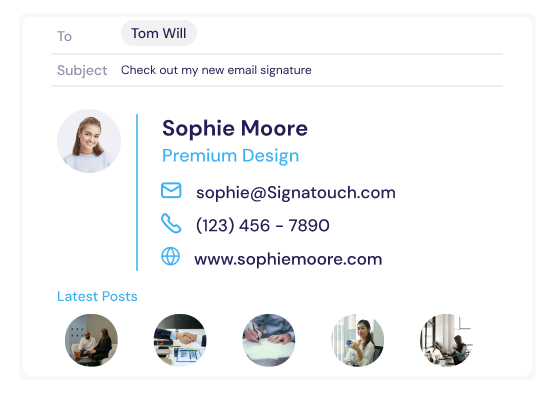 To Tom Will
Subject Check out my new email signature
Sophie Moore
Premium Design
sophie@Signatouch.com
(123) 456 - 7890
www.sophiemoore.com
Latest Posts